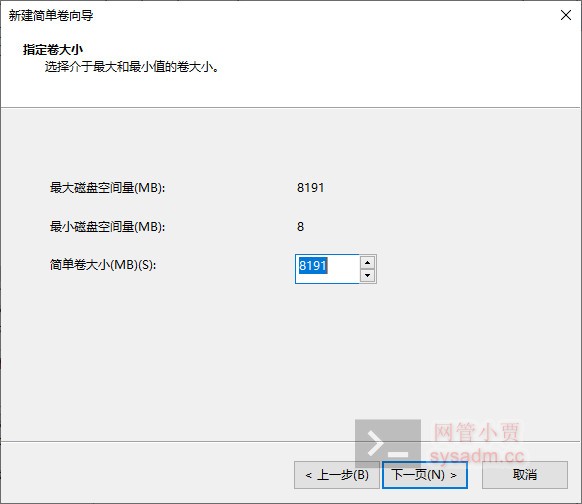 新建简单卷向导
指定卷大小
选择介于最大和最小值的卷大小。
最大磁盘空间量(MB): 8191
最小磁盘空间量(MB): 8
简单卷大小(MB)(S): 8191
网管小贾
sysadm.cc
< 上一步(B) 下一页(N) > 取消